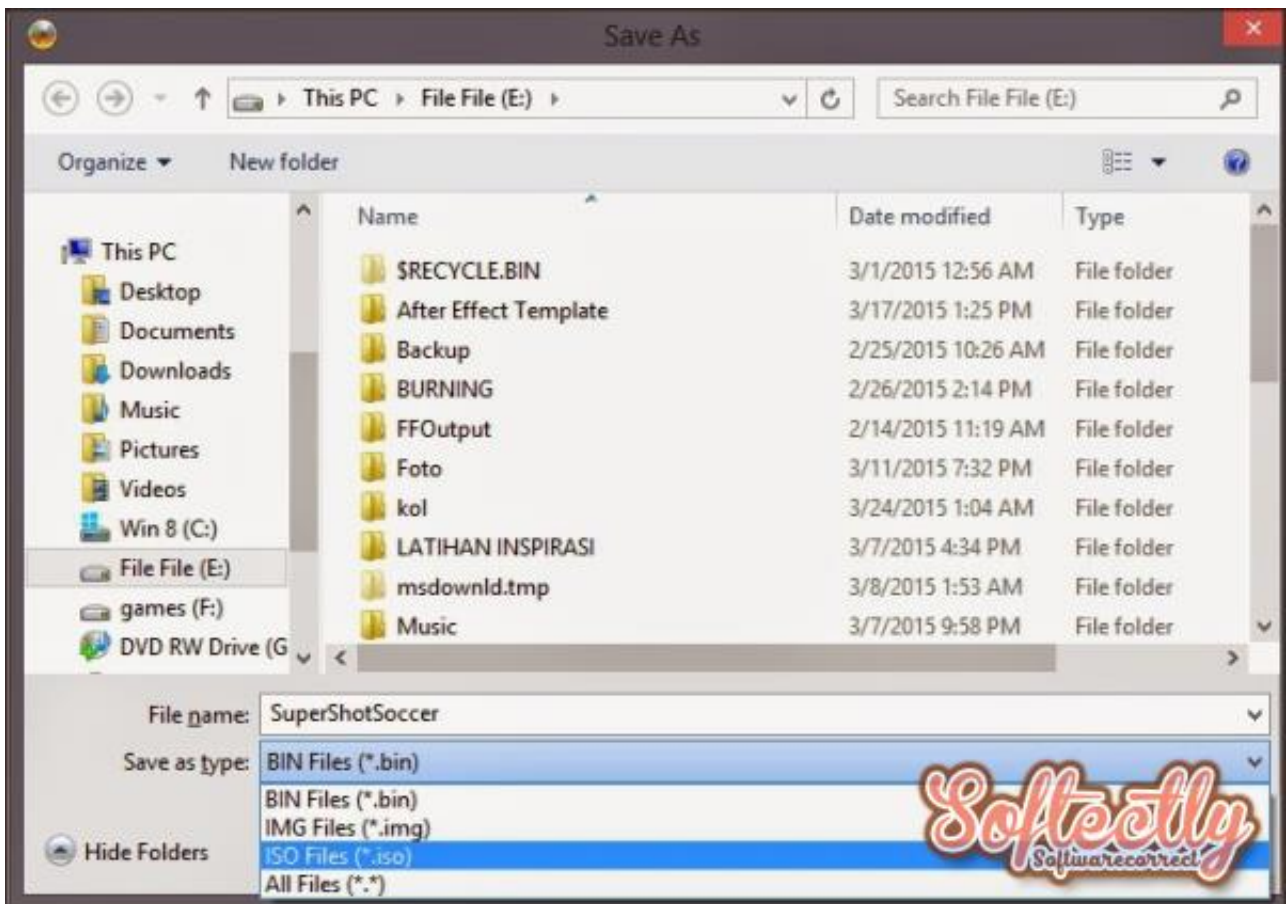 Save As
This PC File File (E:) Search File File (E:)
Organize New folder
Name Date modified Type
This PC
Desktop
Documents
Downloads
Music
Pictures
Videos
Win 8 (C:)
File File (E:)
games (F:)
DVD RW Drive (G
$RECYCLE.BIN 3/1/2015 12:56 AM File folder
After Effect Template 3/17/2015 1:25 PM File folder
Backup 2/25/2015 10:26 AM File folder
BURNING 2/26/2015 2:14 PM File folder
FFOutput 2/14/2015 11:19 AM File folder
Foto 3/11/2015 7:32 PM File folder
kol 3/24/2015 1:04 AM File folder
LATIHAN INSPIRASI 3/7/2015 4:34 PM File folder
msdownld.tmp 3/8/2015 1:53 AM File folder
Music 3/7/2015 9:58 PM File folder
File name: SuperShotSoccer
Save as type: BIN Files (*.bin)
BIN Files (*.bin)
IMG Files (*.img)
ISO Files (*.iso)
All Files (*.*)
Hide Folders
Softectly
Softwarecorrect